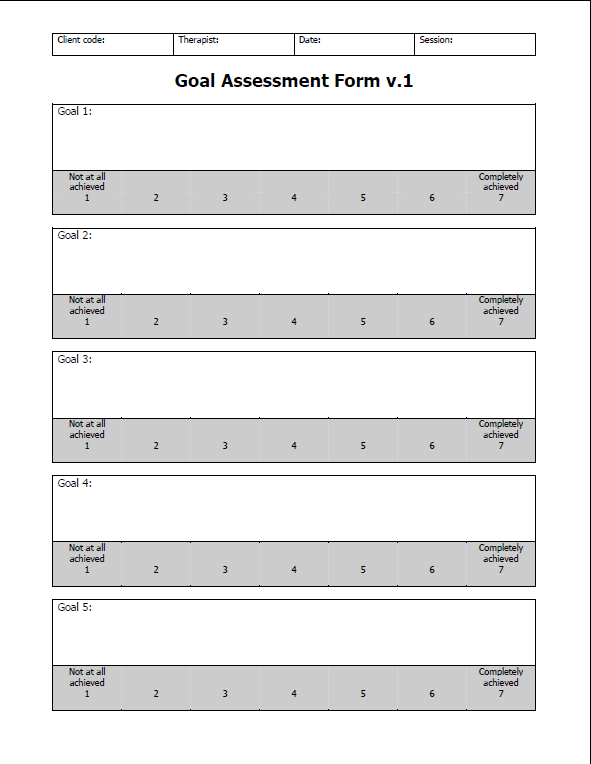 Client code: Therapist: Date: Session:
Goal Assessment Form v.1
Goal 1:
Not at all Completely
achieved achieved
1 2 3 4 5 6 7
Goal 2:
Not at all Completely
achieved achieved
1 2 3 4 5 6 7
Goal 3:
Not at all Completely
achieved achieved
1 2 3 4 5 6 7
Goal 4:
Not at all Completely
achieved achieved
1 2 3 4 5 6 7
Goal 5:
Not at all Completely
achieved achieved
1 2 3 4 5 6 7